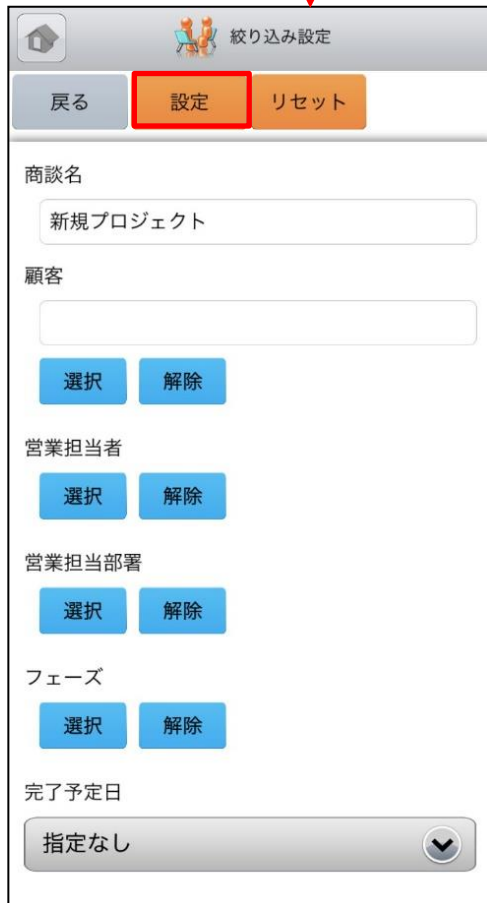 絞り込み設定
戻る 設定 リセット
商談名
新規プロジェクト
顧客
選択 解除
営業担当者
選択 解除
営業担当部署
選択 解除
フェーズ
選択 解除
完了予定日
指定なし